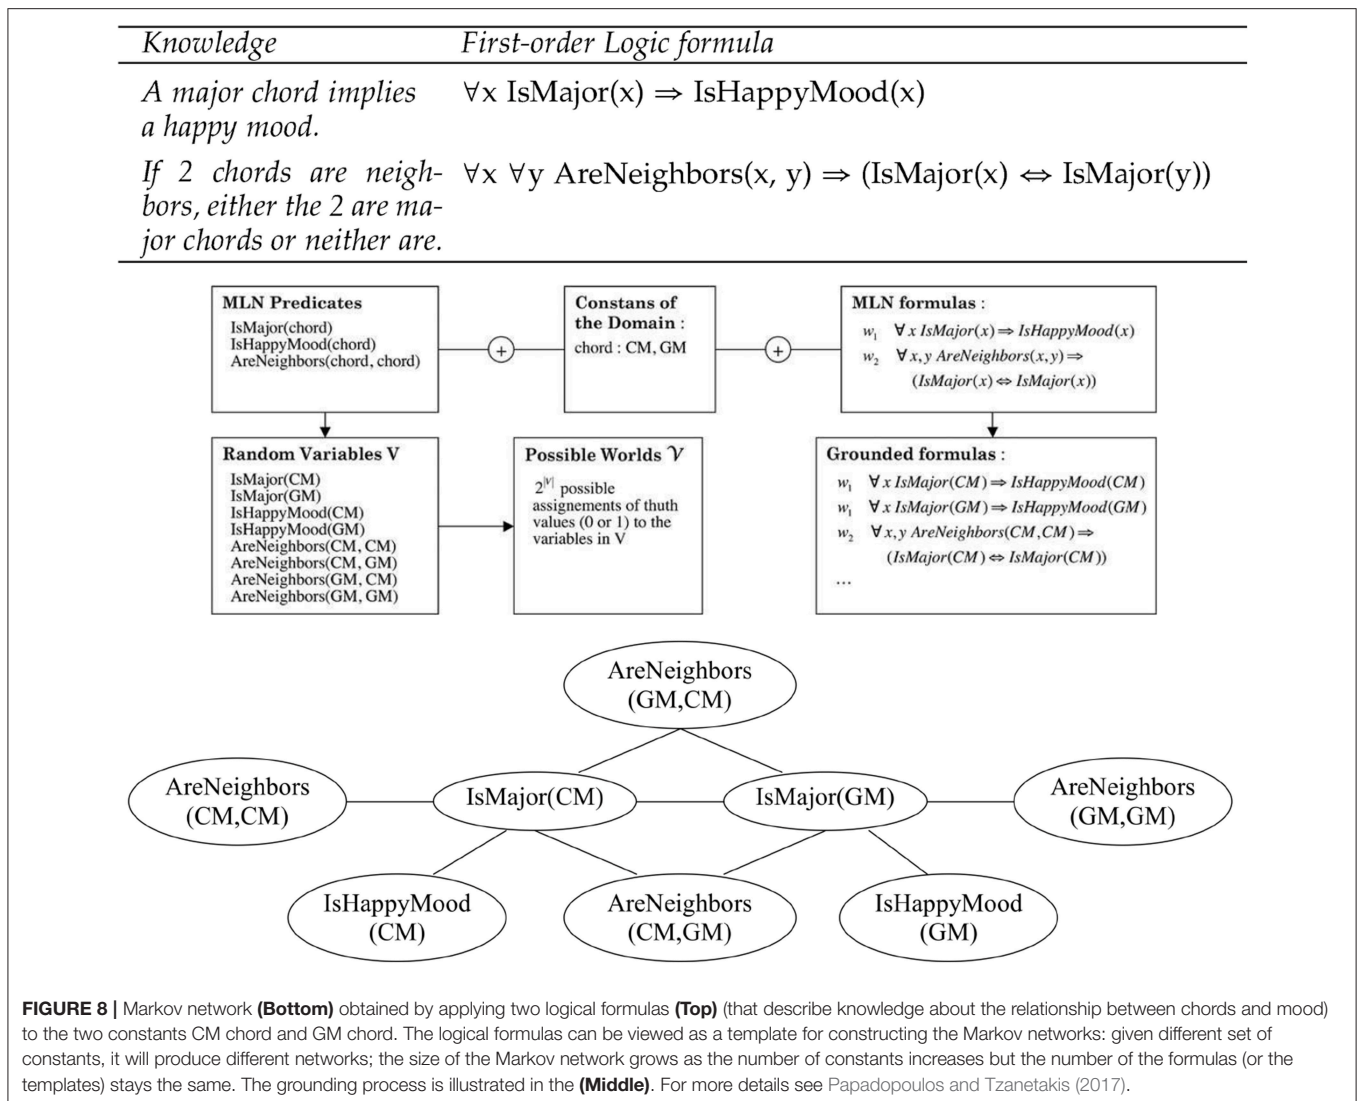 Knowledge First-order Logic formula
A major chord implies ∀x IsMajor(x) ⇒ IsHappyMood(x)
a happy mood.
If 2 chords are neigh- ∀x ∀y AreNeighbors(x, y) ⇒ (IsMajor(x) ⇔ IsMajor(y))
bors, either the 2 are ma-
jor chords or neither are.
MLN Predicates
IsMajor(chord)
IsHappyMood(chord)
AreNeighbors(chord, chord)
+
Constans of
the Domain :
chord : CM, GM
+
MLN formulas :
w₁ ∀ x IsMajor(x) ⇒ IsHappyMood(x)
w₂ ∀ x, y AreNeighbors(x, y) ⇒
(IsMajor(x) ⇔ IsMajor(x))
Random Variables V
IsMajor(CM)
IsMajor(GM)
IsHappyMood(CM)
IsHappyMood(GM)
AreNeighbors(CM, CM)
AreNeighbors(CM, GM)
AreNeighbors(GM, CM)
AreNeighbors(GM, GM)
Possible Worlds 𝒱
2^|V| possible
assignements of thuth
values (0 or 1) to the
variables in V
Grounded formulas :
w₁ ∀ x IsMajor(CM) ⇒ IsHappyMood(CM)
w₁ ∀ x IsMajor(GM) ⇒ IsHappyMood(GM)
w₂ ∀ x, y AreNeighbors(CM,CM) ⇒
(IsMajor(CM) ⇔ IsMajor(CM))
...
AreNeighbors
(GM,CM)
AreNeighbors
(CM,CM)
IsMajor(CM)
IsMajor(GM)
AreNeighbors
(GM,GM)
IsHappyMood
(CM)
AreNeighbors
(CM,GM)
IsHappyMood
(GM)
FIGURE 8 | Markov network (Bottom) obtained by applying two logical formulas (Top) (that describe knowledge about the relationship between chords and mood)
to the two constants CM chord and GM chord. The logical formulas can be viewed as a template for constructing the Markov networks: given different set of
constants, it will produce different networks; the size of the Markov network grows as the number of constants increases but the number of the formulas (or the
templates) stays the same. The grounding process is illustrated in the (Middle). For more details see Papadopoulos and Tzanetakis (2017).